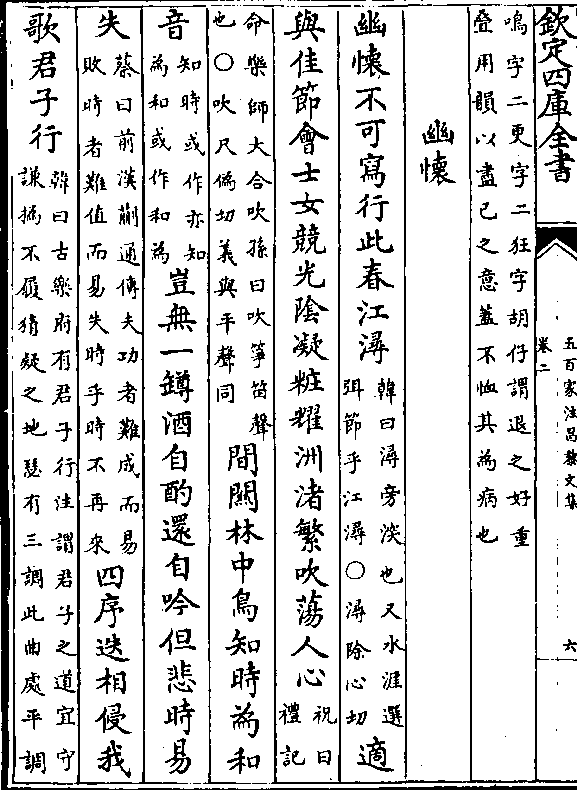 欽定四庫全書
五百家注昌黎文集
卷二
六
鳴字二更字二狂字胡仔謂退之好重
疊用韻以盡己之意蓋不恤其為病也
幽懷
幽懷不可寫行此春江潯韓曰潯旁深也又水涯選弭節乎江潯○潯除心切適
與佳節會士女競光陰凝粧耀洲渚繁吹蕩人心祝曰禮記
命樂師大合吹孫曰吹竽笛聲也○吹尺偽切義與平聲同間關林中鳥知時為和
音知時或作亦知為和或作和為豈無一罇酒自酌還自吟但悲時易
失蔡曰前漢蒯通傳夫功者難成而易敗時者難值而易失時乎時不再來四序迭相侵我
歌君子行韓曰古樂府有君子行注謂君子之道宜守謙撝不履猜疑之地瑟有三調此曲處平調